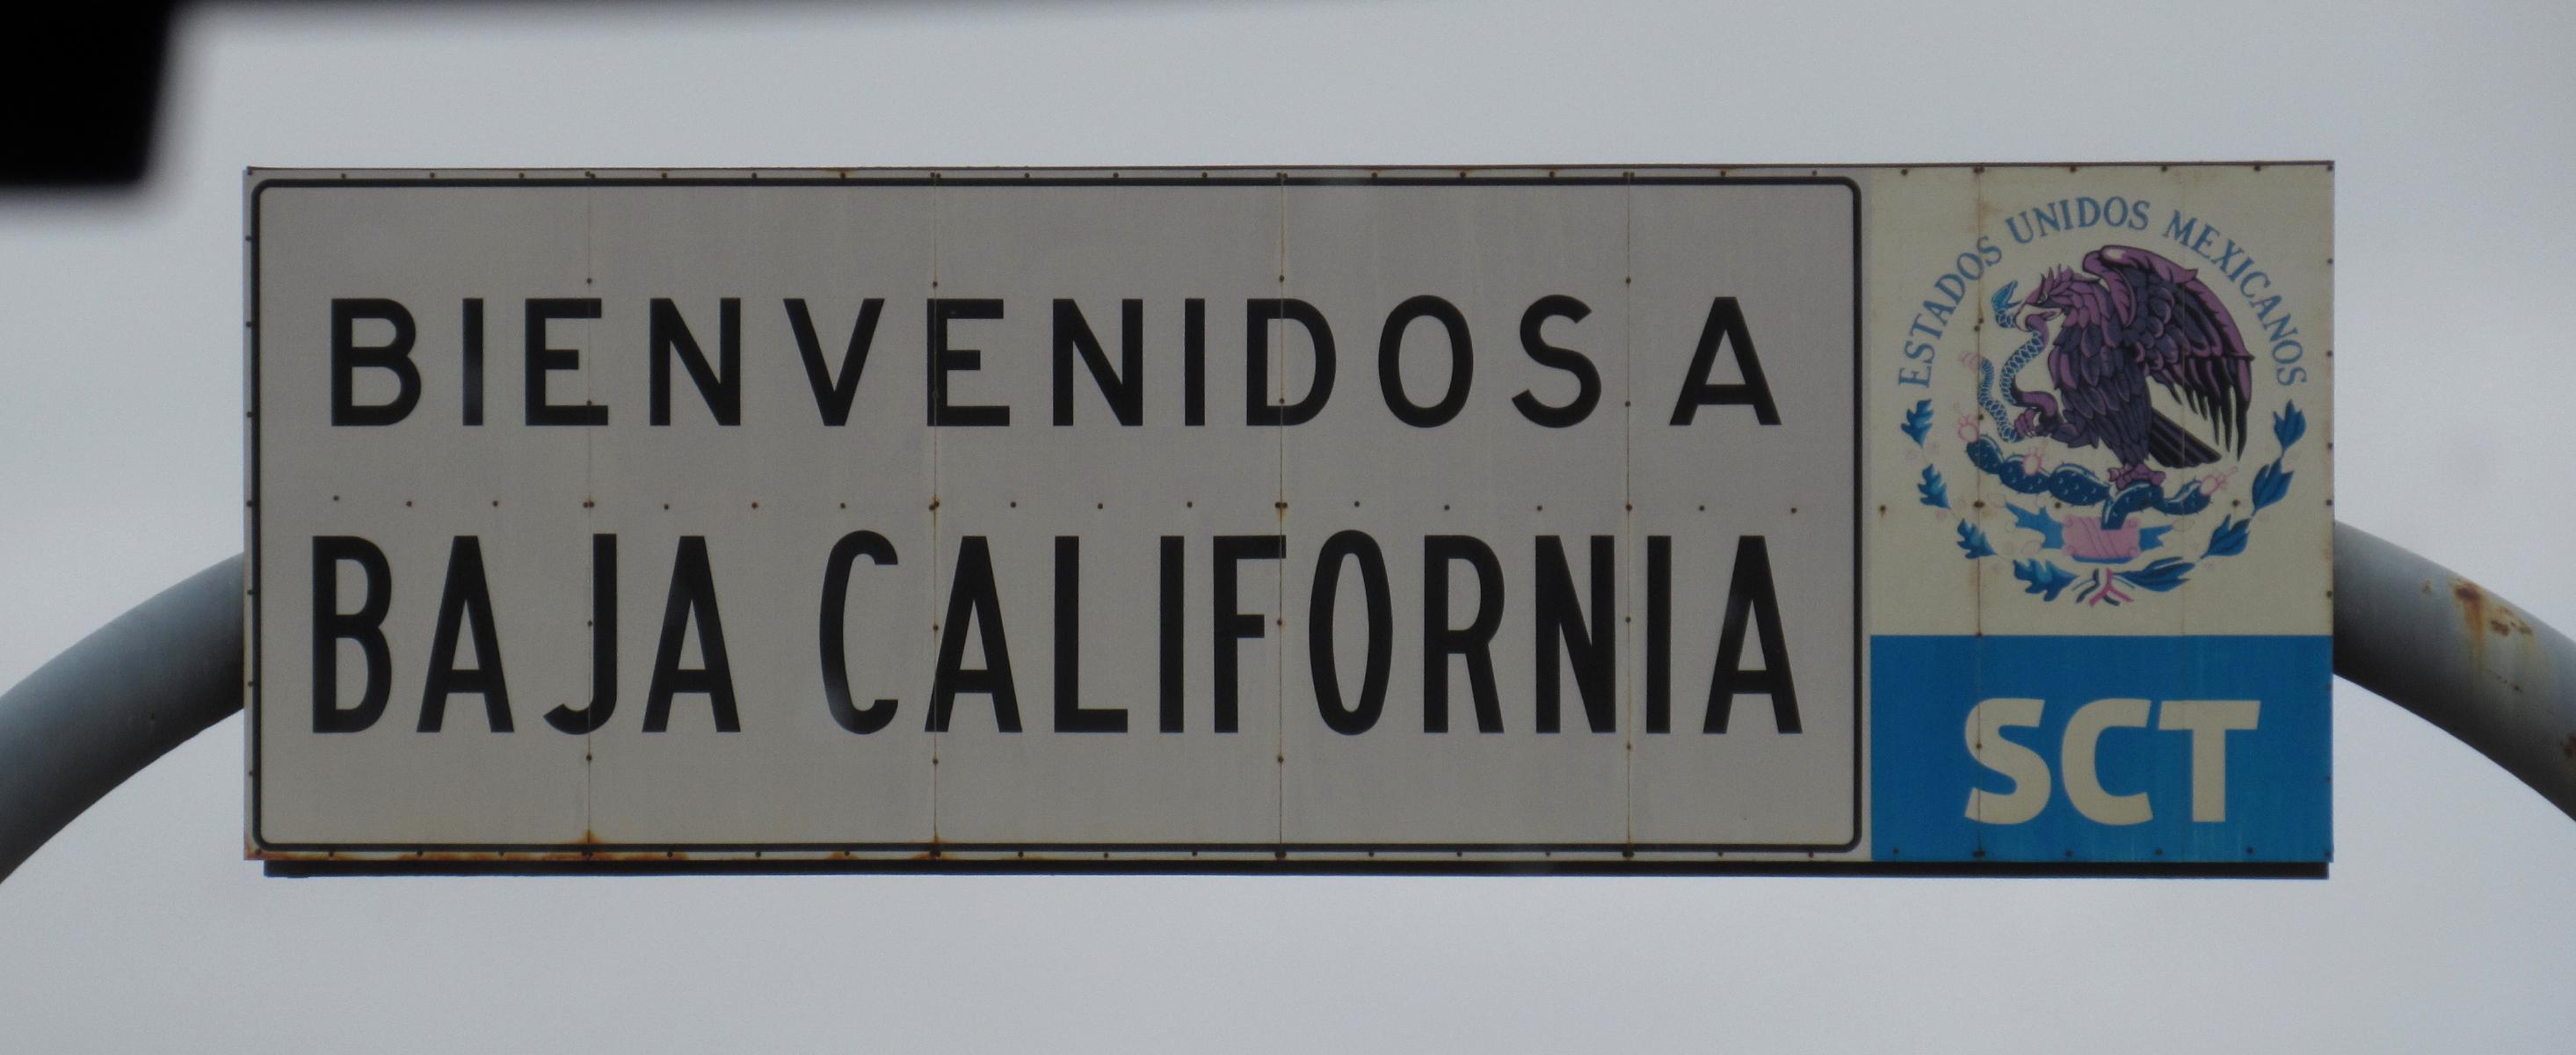 BIENVENIDOS A
BAJA CALIFORNIA
ESTADOS UNIDOS MEXICANOS
SCT